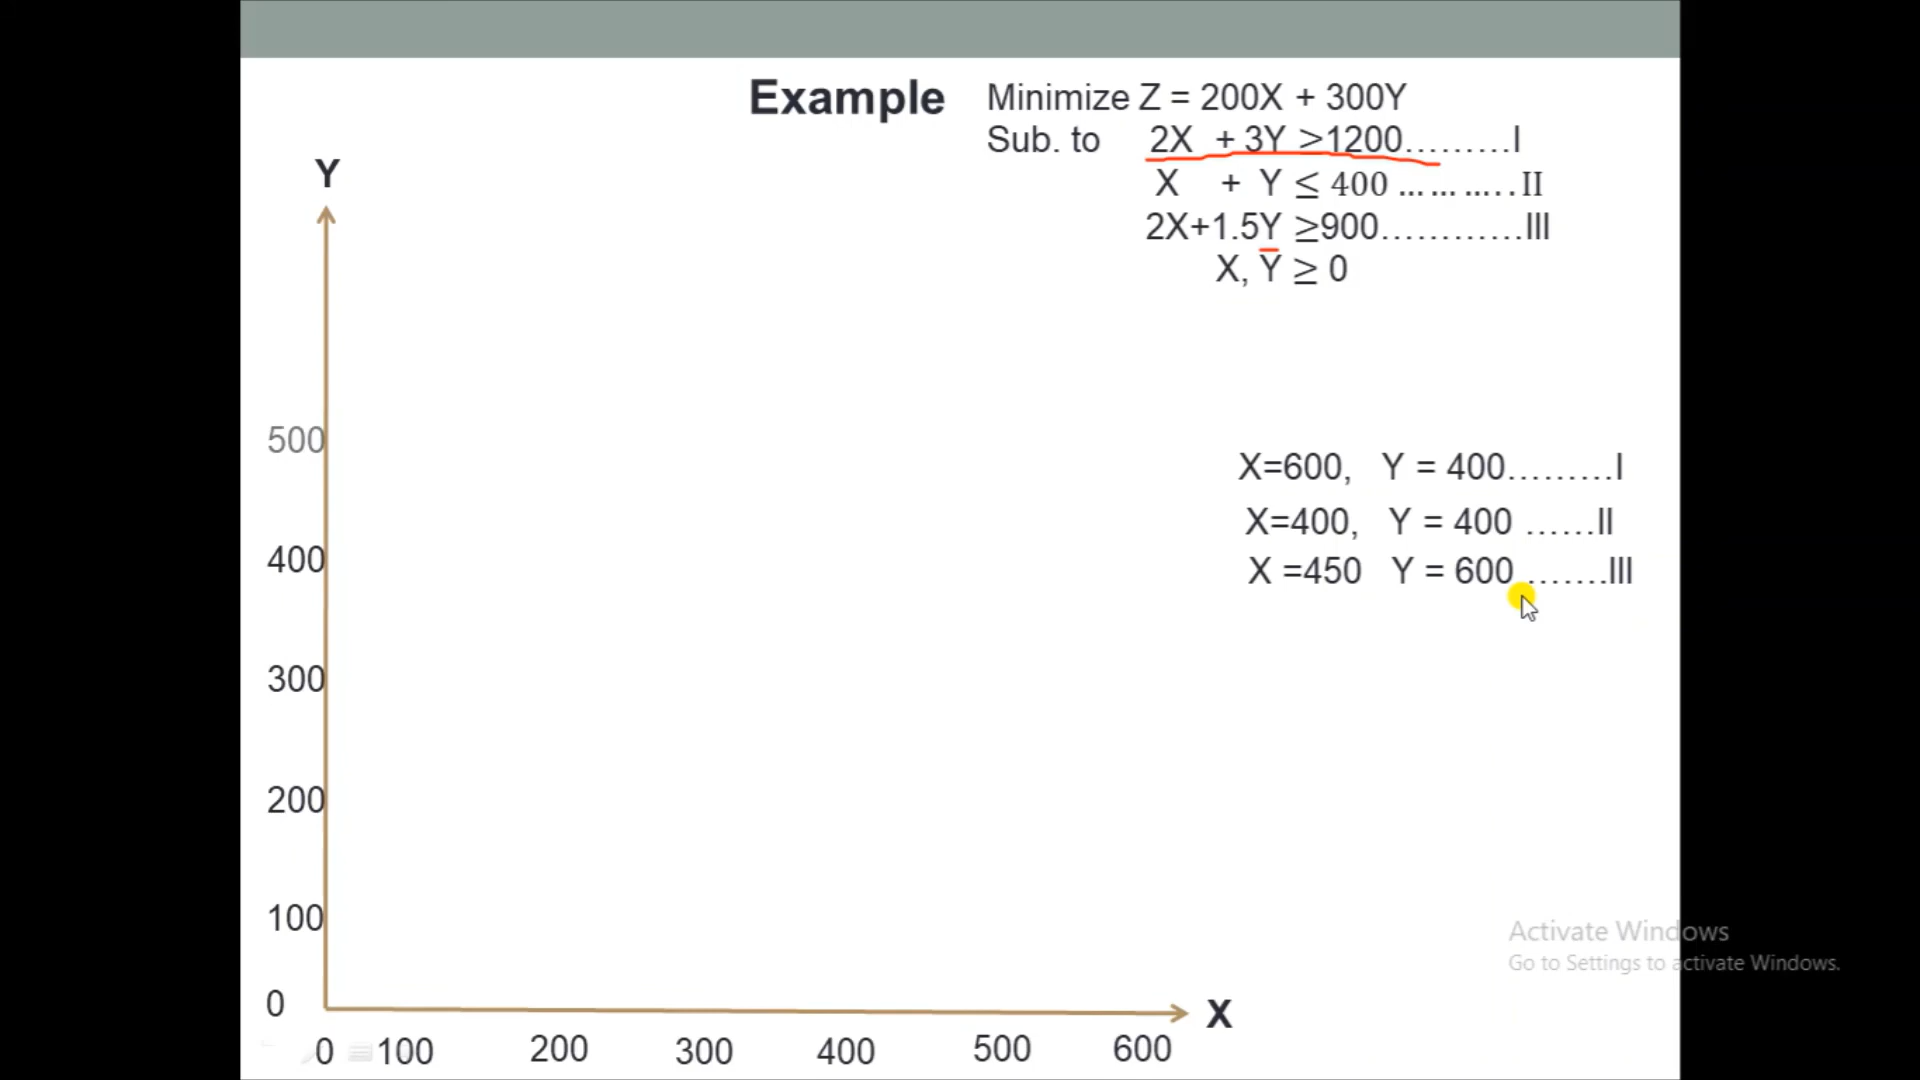 Example
Minimize Z = 200X + 300Y
Sub. to 2X + 3Y ≥1200.........I
X + Y ≤ 400 ... ... ... . . II
2X+1.5Y ≥900............III
X, Y ≥ 0
Y
500
400
300
200
100
0
X=600, Y = 400.........I
X=400, Y = 400 ......II
X =450 Y = 600 .......III
X
0 100 200 300 400 500 600
Activate Windows
Go to Settings to activate Windows.